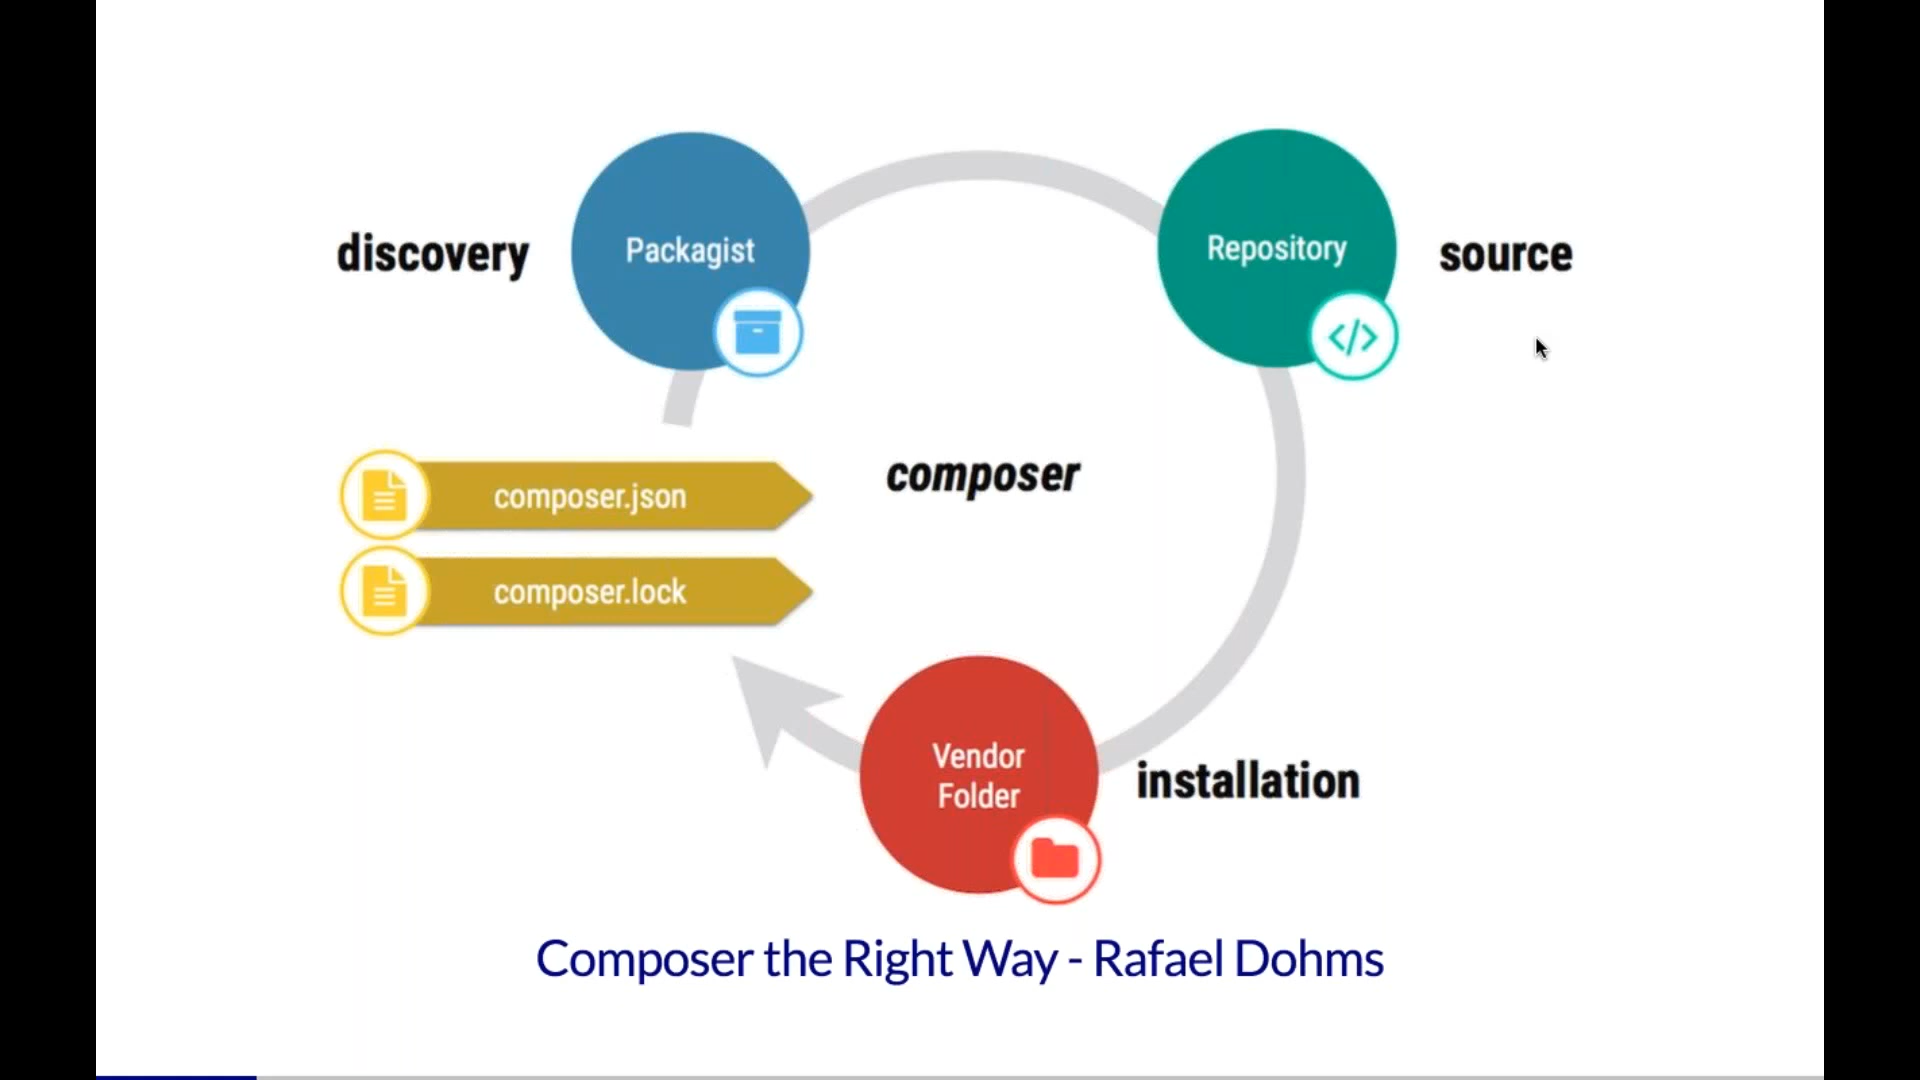 discovery
Packagist
Repository
source
composer
composer.json
composer.lock
Vendor
Folder
installation
Composer the Right Way - Rafael Dohms